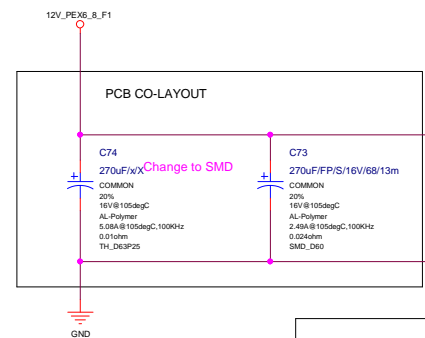 12V_PEX6_8_F1
PCB CO-LAYOUT
C74
270uF/x/X
Change to SMD
COMMON
20%
16V@105degC
AL-Polymer
5.08A@105degC,100KHz
0.01ohm
TH_D63P25
C73
270uF/FP/S/16V/68/13m
COMMON
20%
16V@105degC
AL-Polymer
2.49A@105degC,100KHz
0.024ohm
SMD_D60
GND